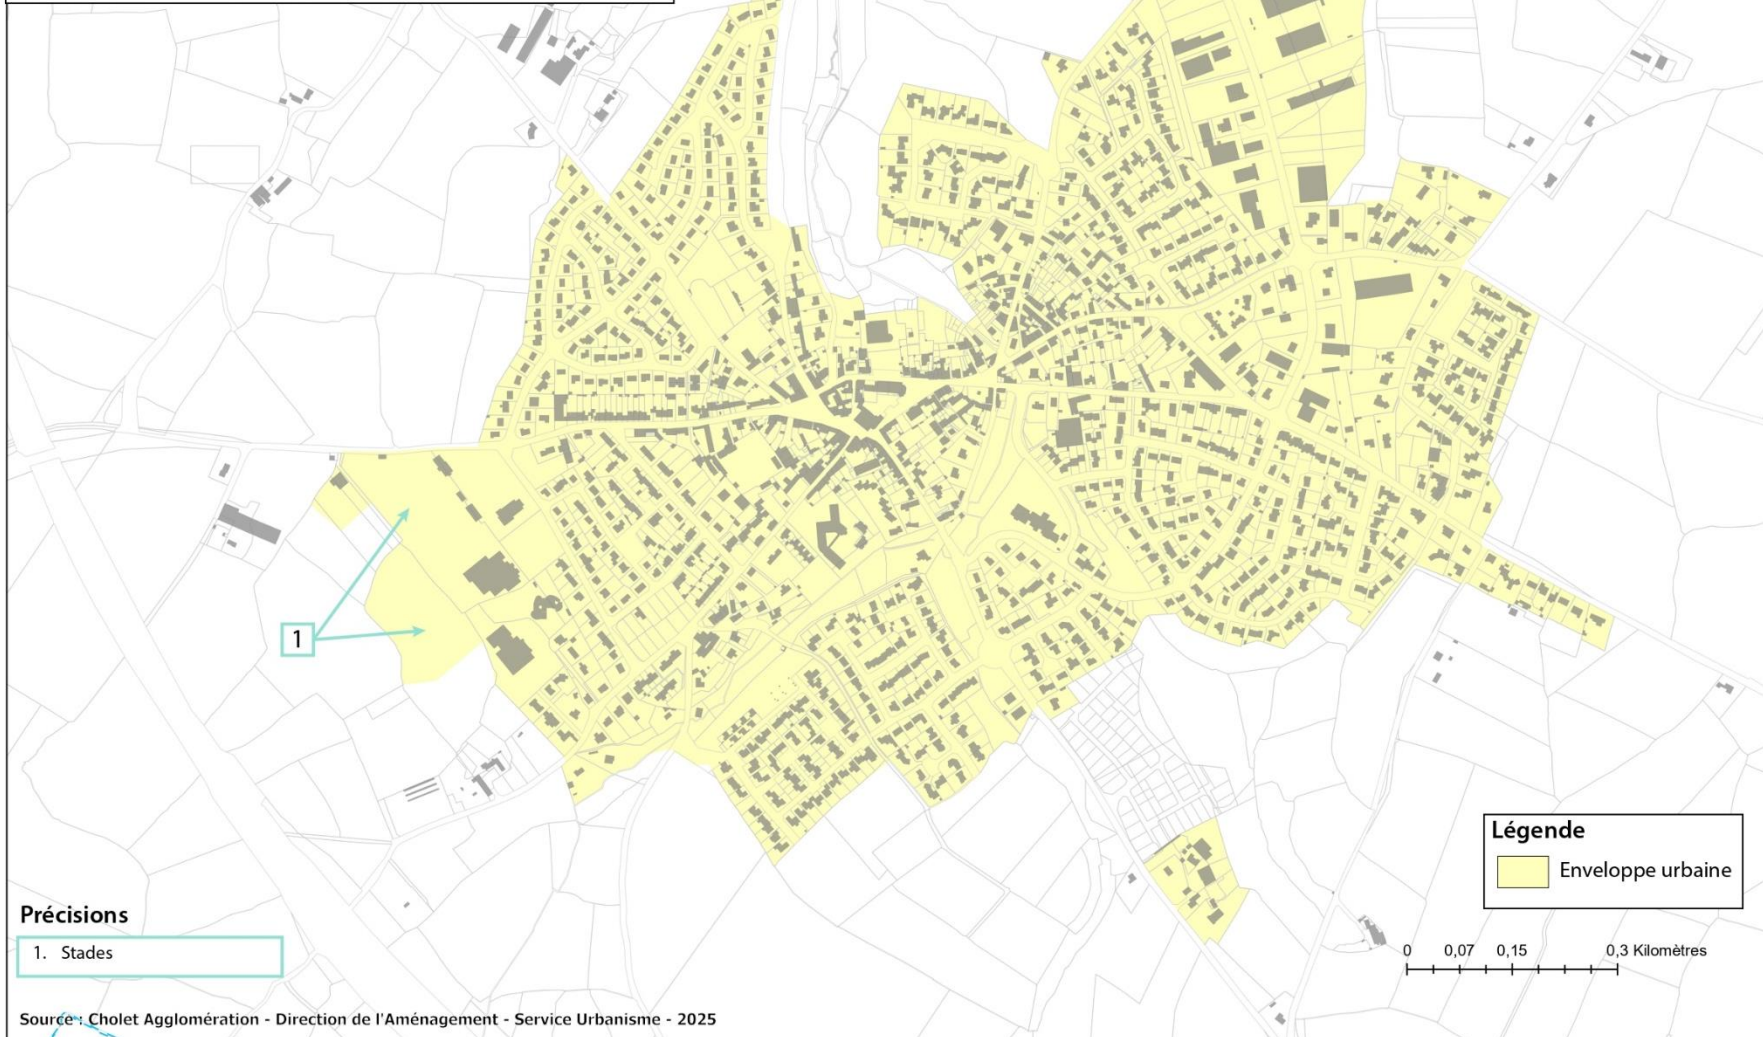 1
Légende
Enveloppe urbaine
Précisions
1. Stades
0 0,07 0,15 0,3 Kilomètres
Source : Cholet Agglomération - Direction de l'Aménagement - Service Urbanisme - 2025